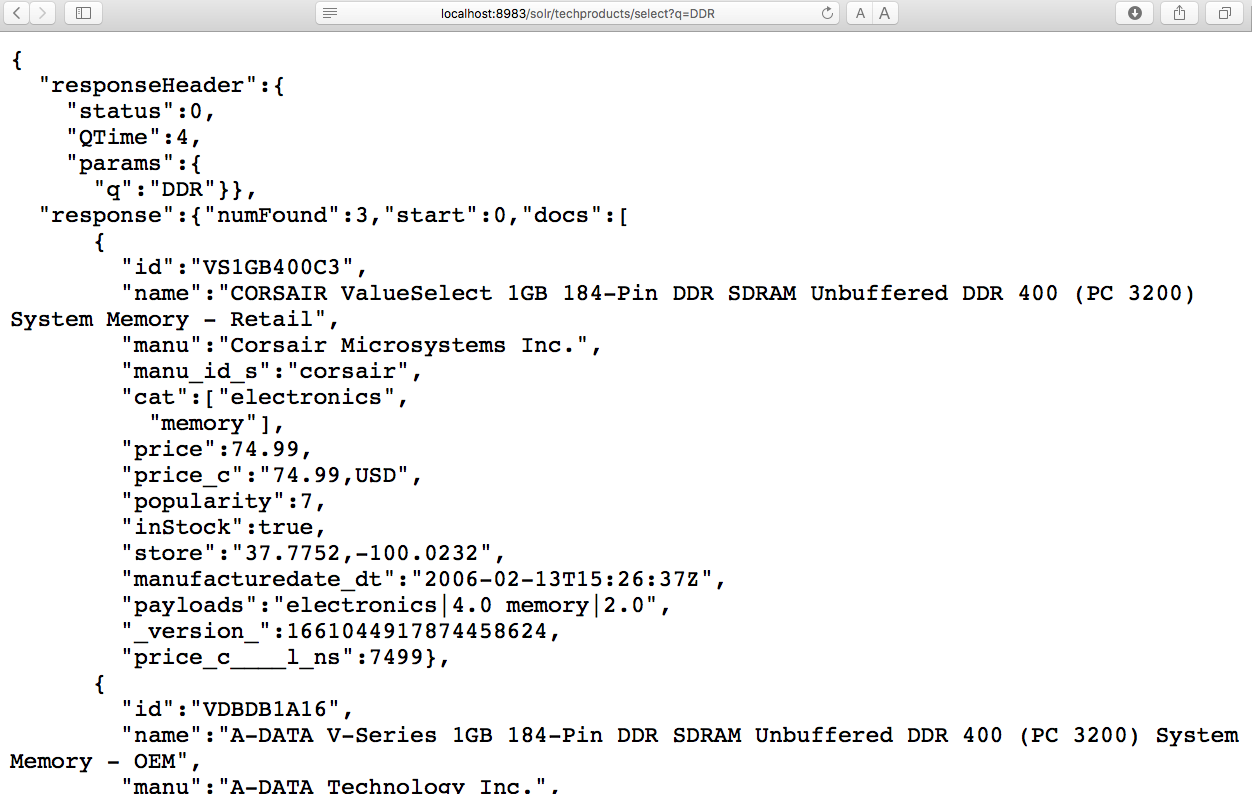 localhost:8983/solr/techproducts/select?q=DDR
A A
{
  "responseHeader":{
    "status":0,
    "QTime":4,
    "params":{
      "q":"DDR"}},
  "response":{"numFound":3,"start":0,"docs":[
      {
        "id":"VS1GB400C3",
        "name":"CORSAIR ValueSelect 1GB 184-Pin DDR SDRAM Unbuffered DDR 400 (PC 3200)
System Memory - Retail",
        "manu":"Corsair Microsystems Inc.",
        "manu_id_s":"corsair",
        "cat":["electronics",
          "memory"],
        "price":74.99,
        "price_c":"74.99,USD",
        "popularity":7,
        "inStock":true,
        "store":"37.7752,-100.0232",
        "manufacturedate_dt":"2006-02-13T15:26:37Z",
        "payloads":"electronics|4.0 memory|2.0",
        "_version_":1661044917874458624,
        "price_c____l_ns":7499},
      {
        "id":"VDBDB1A16",
        "name":"A-DATA V-Series 1GB 184-Pin DDR SDRAM Unbuffered DDR 400 (PC 3200) System
Memory - OEM",
        "manu":"A-DATA Technology Inc.",